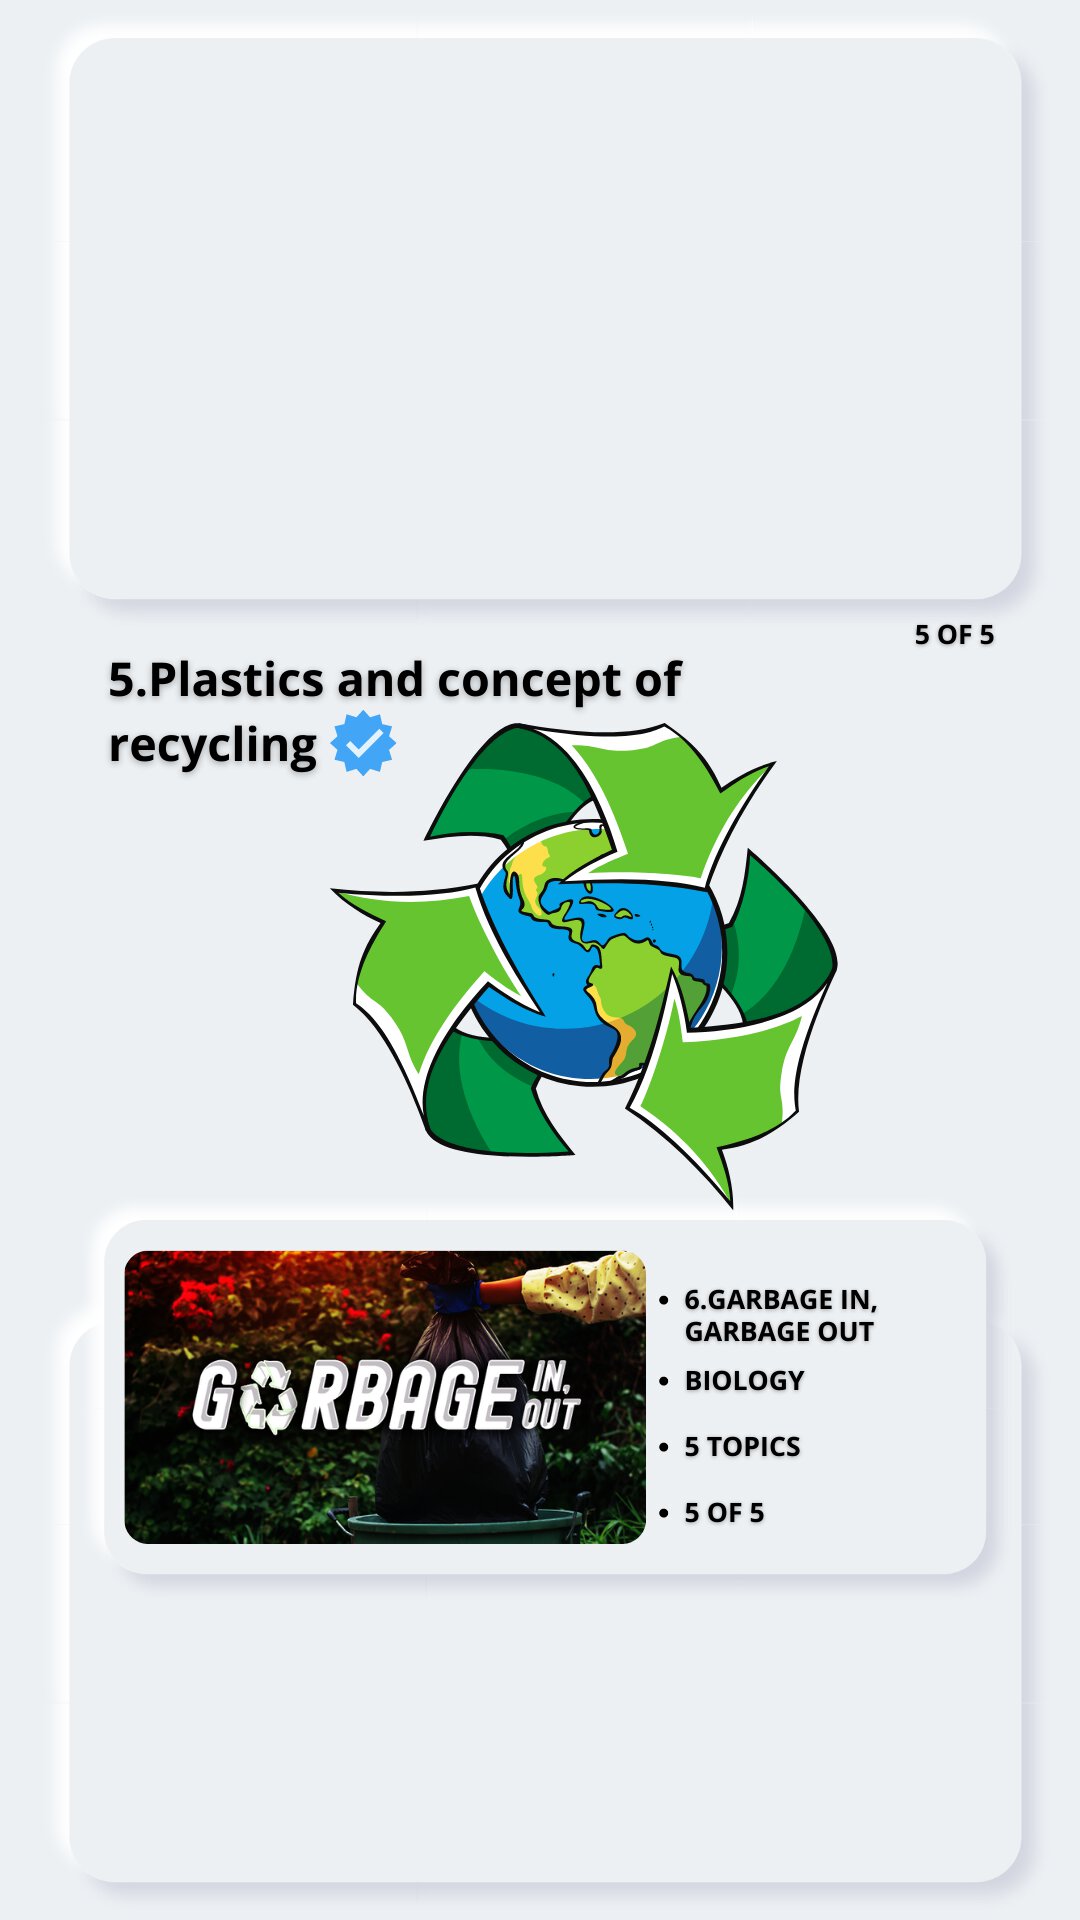 5 OF 5
5.Plastics and concept of
recycling
GARBAGE IN,
OUT
• 6.GARBAGE IN,
GARBAGE OUT
• BIOLOGY
• 5 TOPICS
• 5 OF 5